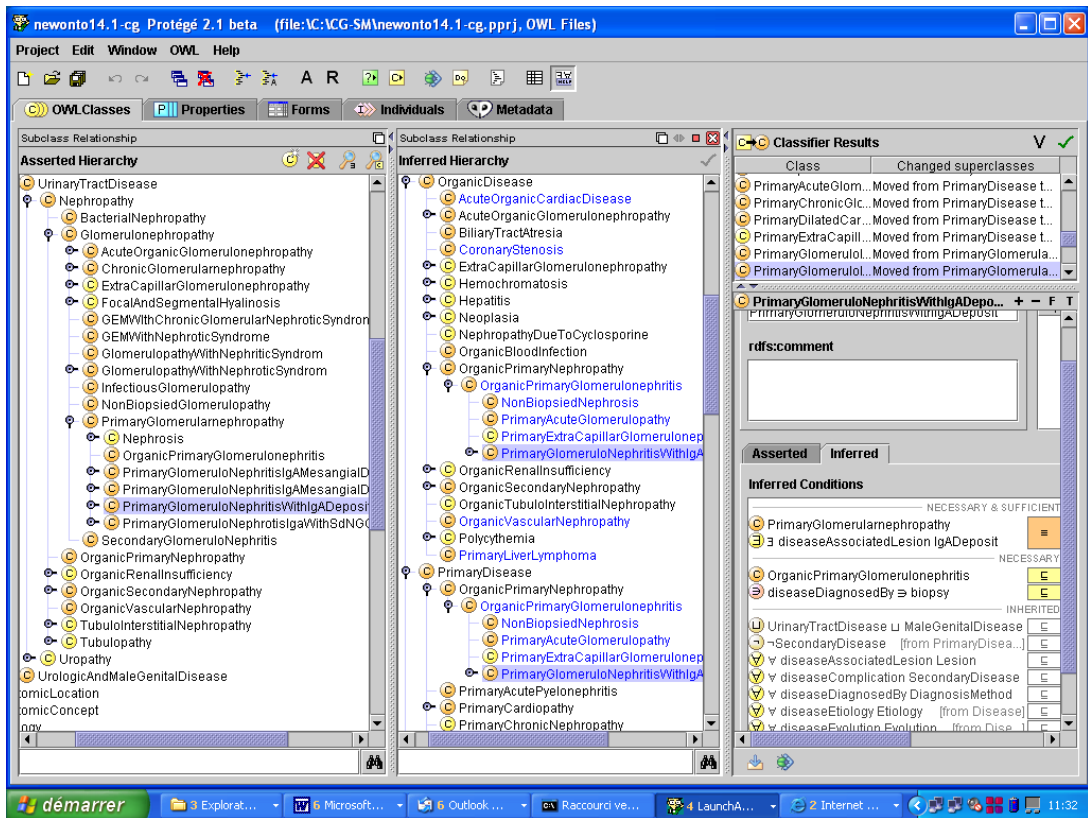 newonto14.1-cg Protégé 2.1 beta (file:\C:\CG-SM\newonto14.1-cg.pprj, OWL Files)
Project Edit Window OWL Help
OWLClasses Properties Forms Individuals Metadata
Subclass Relationship
Asserted Hierarchy
UrinaryTractDisease
Nephropathy
BacterialNephropathy
Glomerulonephropathy
AcuteOrganicGlomerulonephropathy
ChronicGlomerularnephropathy
ExtraCapillarGlomerulonephropathy
FocalAndSegmentalHyalinosis
GEMWIthChronicGlomerularNephroticSyndron
GEMWithNephroticSyndrome
GlomerulopathyWithNephriticSyndrom
GlomerulopathyWithNephroticSyndrom
InfectiousGlomerulopathy
NonBiopsiedGlomerulopathy
PrimaryGlomerularnephropathy
Nephrosis
OrganicPrimaryGlomerulonephritis
PrimaryGlomeruloNephritisIgAMesangialD
PrimaryGlomeruloNephritisIgAMesangialD
PrimaryGlomeruloNephritisWithIgADeposit
PrimaryGlomeruloNephrotisIgaWithSdNG
SecondaryGlomeruloNephritis
OrganicPrimaryNephropathy
OrganicRenalInsufficiency
OrganicSecondaryNephropathy
OrganicVascularNephropathy
TubuloInterstitialNephropathy
Tubulopathy
Uropathy
UrologicAndMaleGenitalDisease
omicLocation
omicConcept
Subclass Relationship
Inferred Hierarchy
OrganicDisease
AcuteOrganicCardiacDisease
AcuteOrganicGlomerulonephropathy
BiliaryTractAtresia
CoronaryStenosis
ExtraCapillarGlomerulonephropathy
Hemochromatosis
Hepatitis
Neoplasia
NephropathyDueToCyclosporine
OrganicBloodInfection
OrganicPrimaryNephropathy
OrganicPrimaryGlomerulonephritis
NonBiopsiedNephrosis
PrimaryAcuteGlomerulopathy
PrimaryExtraCapillarGlomerulonep
PrimaryGlomeruloNephritisWithIgA
OrganicRenalInsufficiency
OrganicSecondaryNephropathy
OrganicTubuloInterstitialNephropathy
OrganicVascularNephropathy
Polycythemia
PrimaryLiverLymphoma
PrimaryDisease
OrganicPrimaryNephropathy
OrganicPrimaryGlomerulonephritis
NonBiopsiedNephrosis
PrimaryAcuteGlomerulopathy
PrimaryExtraCapillarGlomerulonep
PrimaryGlomeruloNephritisWithIgA
PrimaryAcutePyelonephritis
PrimaryCardiopathy
PrimaryChronicNephropathy
Classifier Results
Class Changed superclasses
PrimaryAcuteGlom... Moved from PrimaryDisease t...
PrimaryChronicGlc... Moved from PrimaryDisease t...
PrimaryDilatedCar... Moved from PrimaryDisease t...
PrimaryExtraCapill... Moved from PrimaryDisease t...
PrimaryGlomerulol... Moved from PrimaryGlomerula...
PrimaryGlomerulol... Moved from PrimaryGlomerula...
PrimaryGlomeruloNephritisWithIgADepo... + − F T
PrimaryGlomeruloNephritisWithIgADeposit
rdfs:comment
Asserted Inferred
Inferred Conditions
NECESSARY & SUFFICIENT
PrimaryGlomerularnephropathy ≡
∃ diseaseAssociatedLesion IgADeposit
NECESSARY
OrganicPrimaryGlomerulonephritis ⊑
diseaseDiagnosedBy ∋ biopsy ⊑
INHERITED
UrinaryTractDisease ⊔ MaleGenitalDisease ⊑
¬SecondaryDisease [from PrimaryDisea...] ⊑
∀ diseaseAssociatedLesion Lesion ⊑
∀ diseaseComplication SecondaryDisease ⊑
∀ diseaseDiagnosedBy DiagnosisMethod ⊑
∀ diseaseEtiology Etiology [from Disease] ⊑
∀ diseaseEvolution Evolution [from Dise...] ⊑
démarrer 3 Explorat... 6 Microsoft... 6 Outlook ... Raccourci ve... 4 LaunchA... 2 Internet ... 11:32